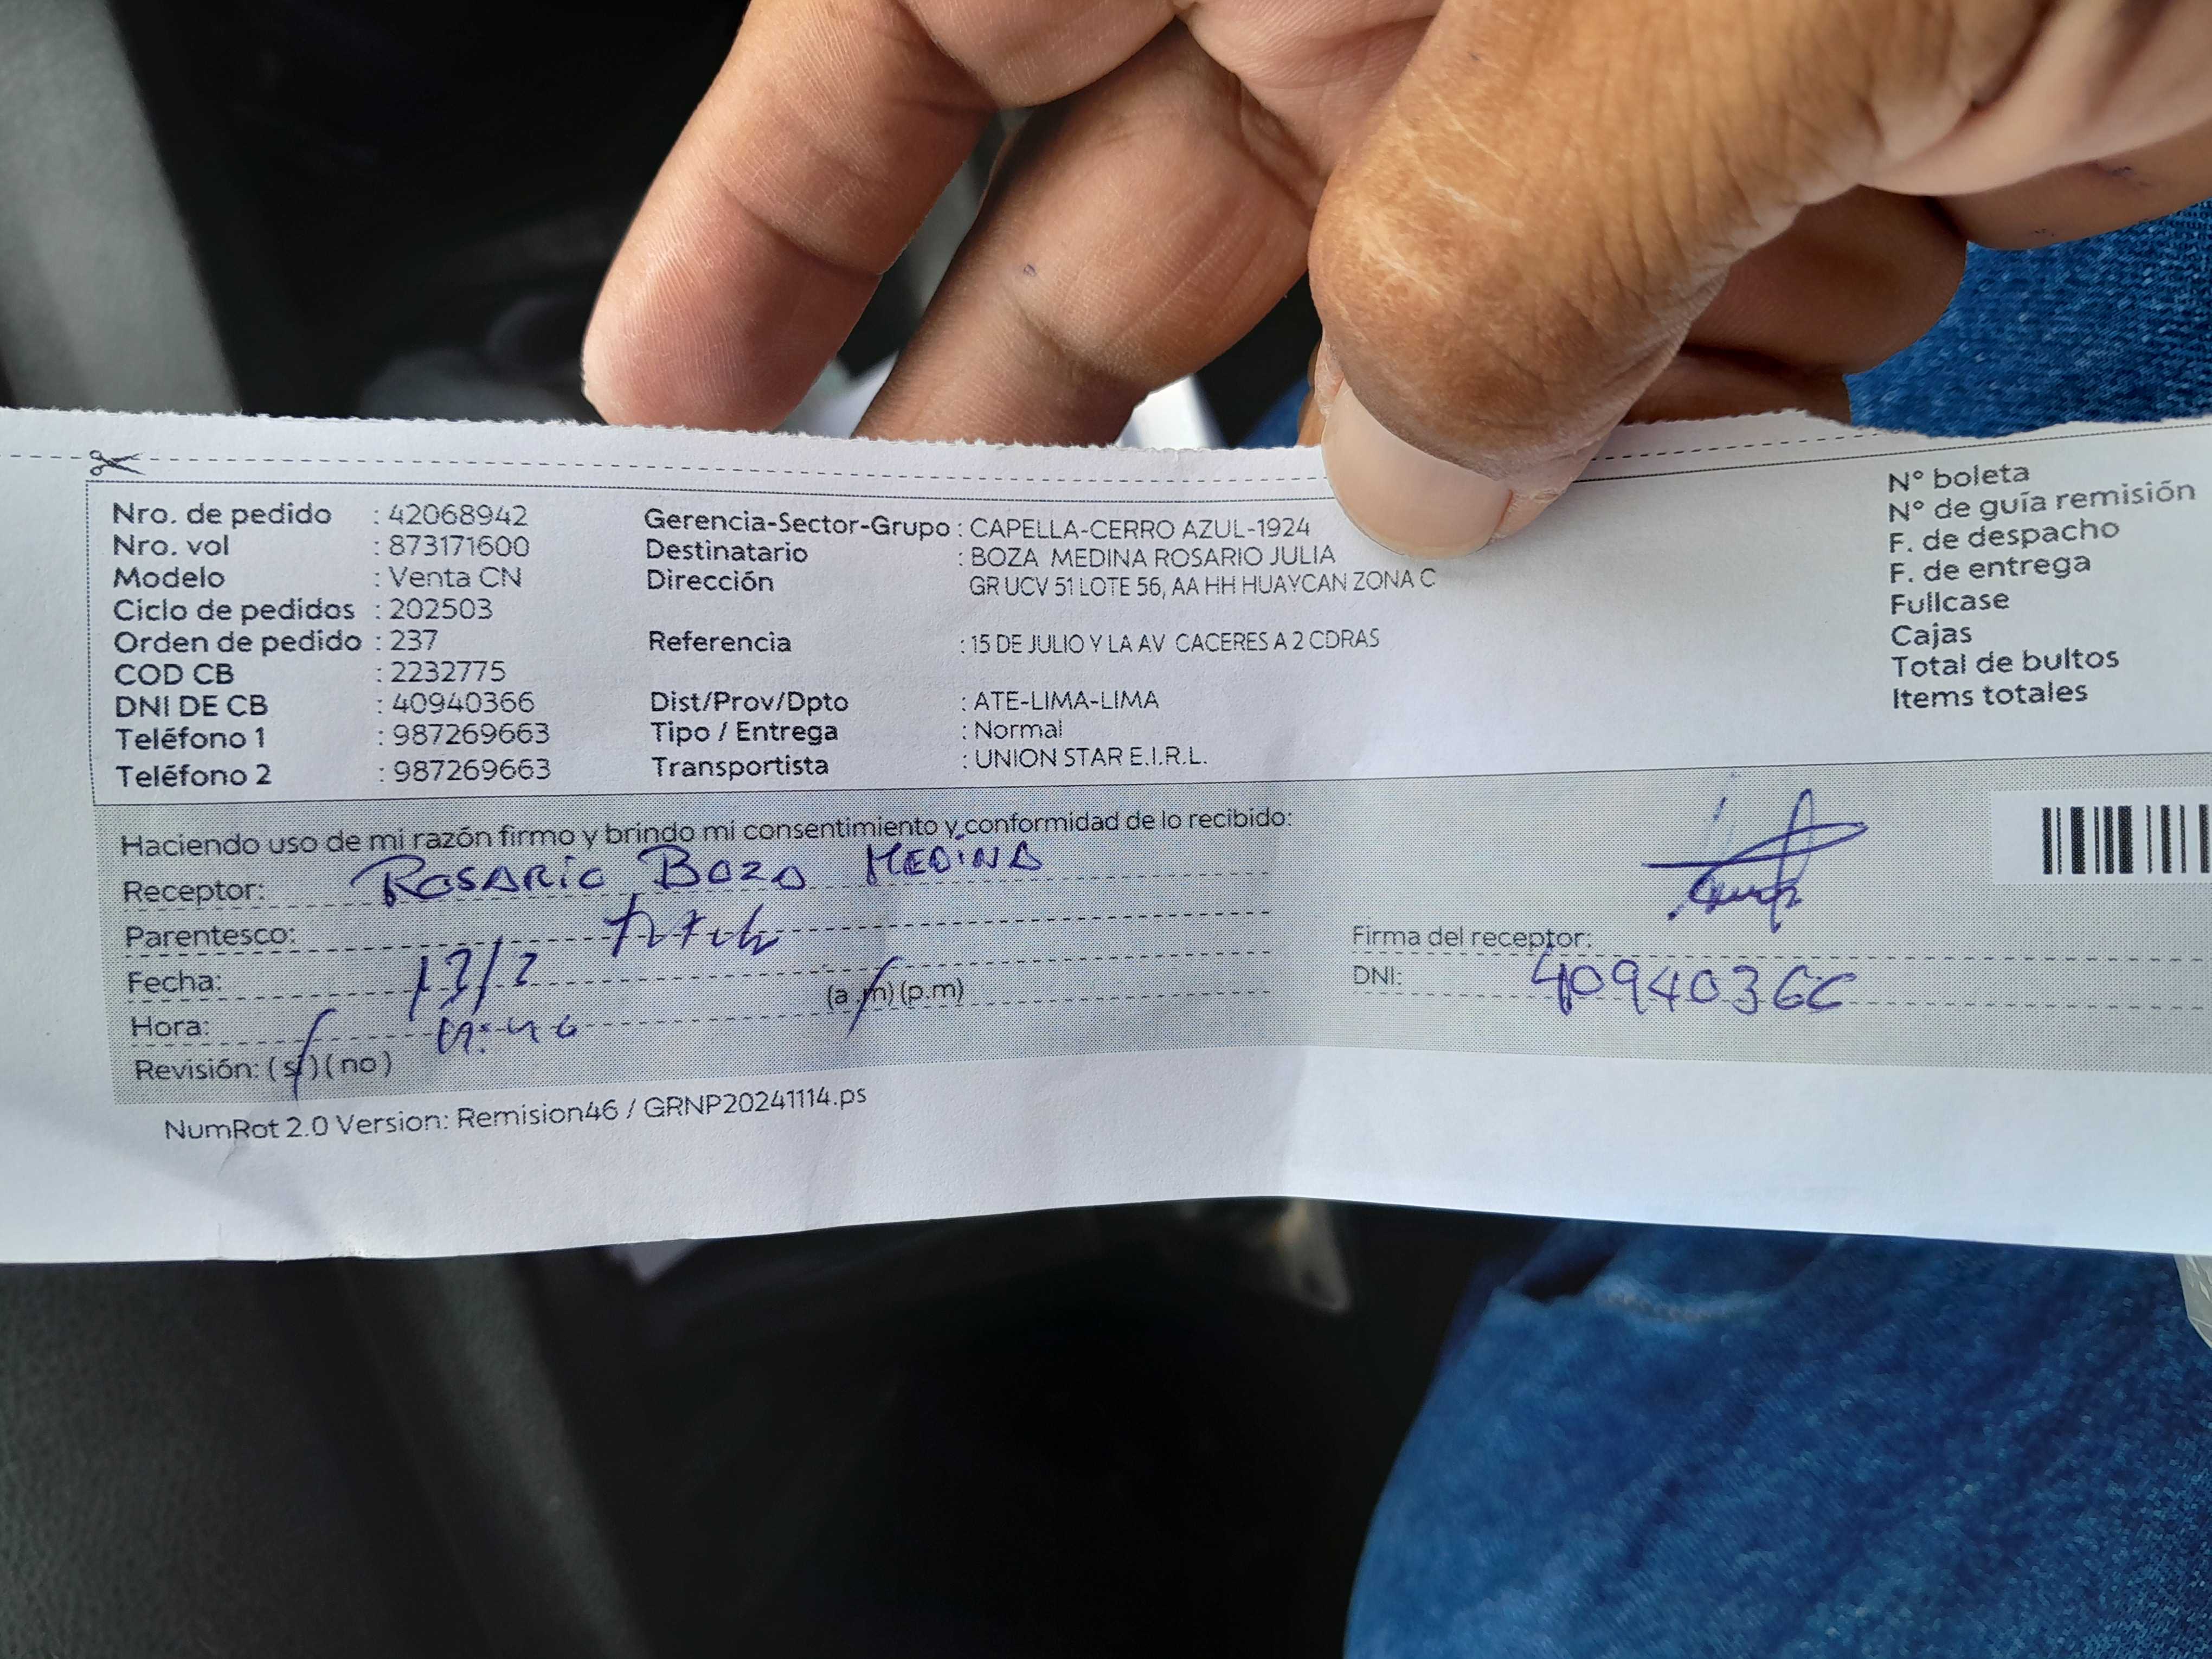 Nro. de pedido : 42068942
Nro. vol : 873171600
Modelo : Venta CN
Ciclo de pedidos : 202503
Orden de pedido : 237
COD CB : 2232775
DNI DE CB : 40940366
Teléfono 1 : 987269663
Teléfono 2 : 987269663
Gerencia-Sector-Grupo : CAPELLA-CERRO AZUL-1924
Destinatario : BOZA MEDINA ROSARIO JULIA
Dirección GR UCV 51 LOTE 56, AA HH HUAYCAN ZONA C
Referencia : 15 DE JULIO Y LA AV CACERES A 2 CDRAS
Dist/Prov/Dpto : ATE-LIMA-LIMA
Tipo / Entrega : Normal
Transportista : UNION STAR E.I.R.L.
N° boleta
N° de guía remisión
F. de despacho
F. de entrega
Fullcase
Cajas
Total de bultos
Items totales
Haciendo uso de mi razón firmo y brindo mi consentimiento y conformidad de lo recibido:
Receptor: ROSARIO BOZA MEDINA
Parentesco:
Fecha: 13/3
Hora: (a.m) (p.m)
Revisión: (si) (no)
Firma del receptor:
DNI: 40940366
NumRot 2.0 Version: Remision46 / GRNP20241114.ps